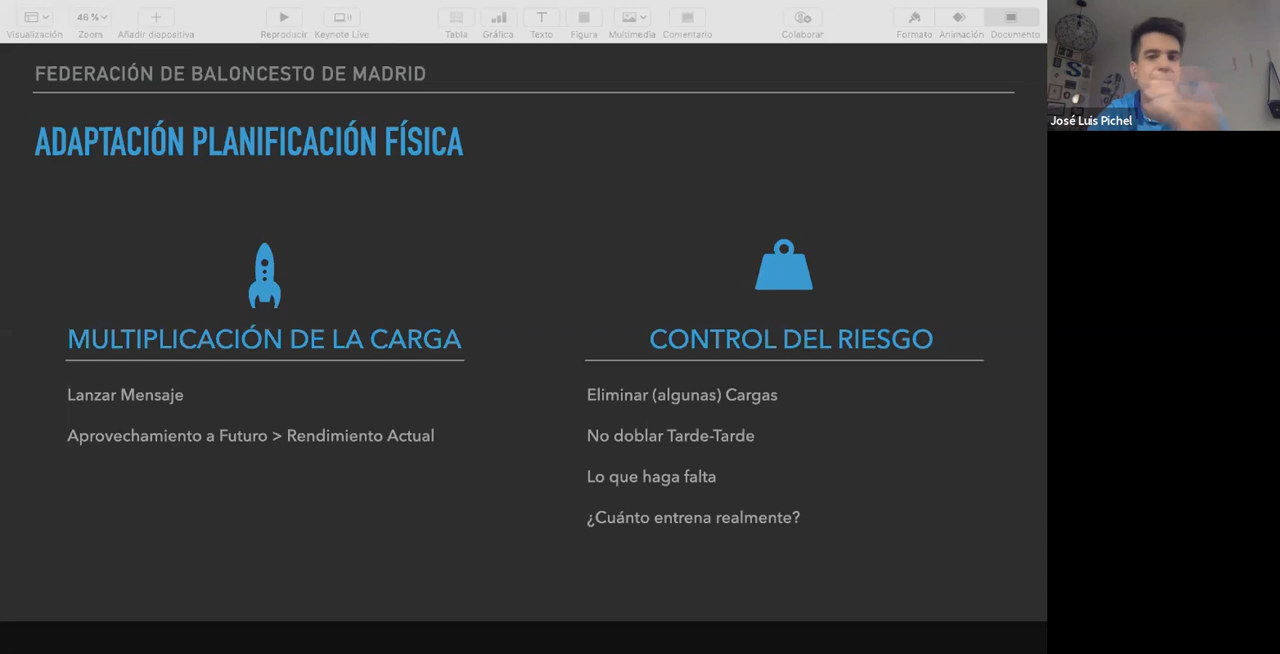 Visualización
46 %
Zoom
Añadir diapositiva
Reproducir
Keynote Live
Tabla
Gráfica
Texto
Figura
Multimedia
Comentario
Colaborar
Formato
Animación
Documento
José Luis Pichel
FEDERACIÓN DE BALONCESTO DE MADRID
ADAPTACIÓN PLANIFICACIÓN FÍSICA
MULTIPLICACIÓN DE LA CARGA
Lanzar Mensaje
Aprovechamiento a Futuro > Rendimiento Actual
CONTROL DEL RIESGO
Eliminar (algunas) Cargas
No doblar Tarde-Tarde
Lo que haga falta
¿Cuánto entrena realmente?